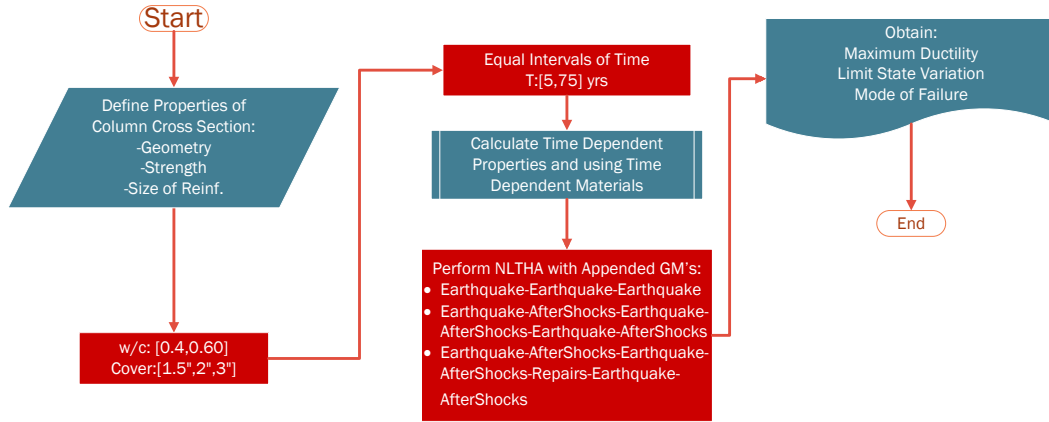 Start
Define Properties of
Column Cross Section:
-Geometry
-Strength
-Size of Reinf.
w/c: [0.4,0.60]
Cover:[1.5",2",3"]
Equal Intervals of Time
T:[5,75] yrs
Calculate Time Dependent
Properties and using Time
Dependent Materials
Perform NLTHA with Appended GM's:
• Earthquake-Earthquake-Earthquake
• Earthquake-AfterShocks-Earthquake-
AfterShocks-Earthquake-AfterShocks
• Earthquake-AfterShocks-Earthquake-
AfterShocks-Repairs-Earthquake-
AfterShocks
Obtain:
Maximum Ductility
Limit State Variation
Mode of Failure
End